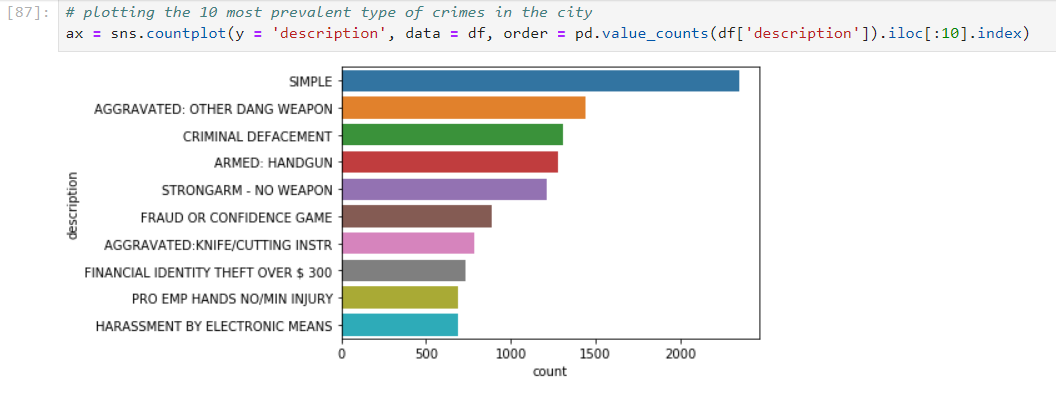 [87]: # plotting the 10 most prevalent type of crimes in the city
ax = sns.countplot(y = 'description', data = df, order = pd.value_counts(df['description']).iloc[:10].index)
SIMPLE
AGGRAVATED: OTHER DANG WEAPON
CRIMINAL DEFACEMENT
ARMED: HANDGUN
STRONGARM - NO WEAPON
FRAUD OR CONFIDENCE GAME
AGGRAVATED:KNIFE/CUTTING INSTR
FINANCIAL IDENTITY THEFT OVER $ 300
PRO EMP HANDS NO/MIN INJURY
HARASSMENT BY ELECTRONIC MEANS
description
0 500 1000 1500 2000
count